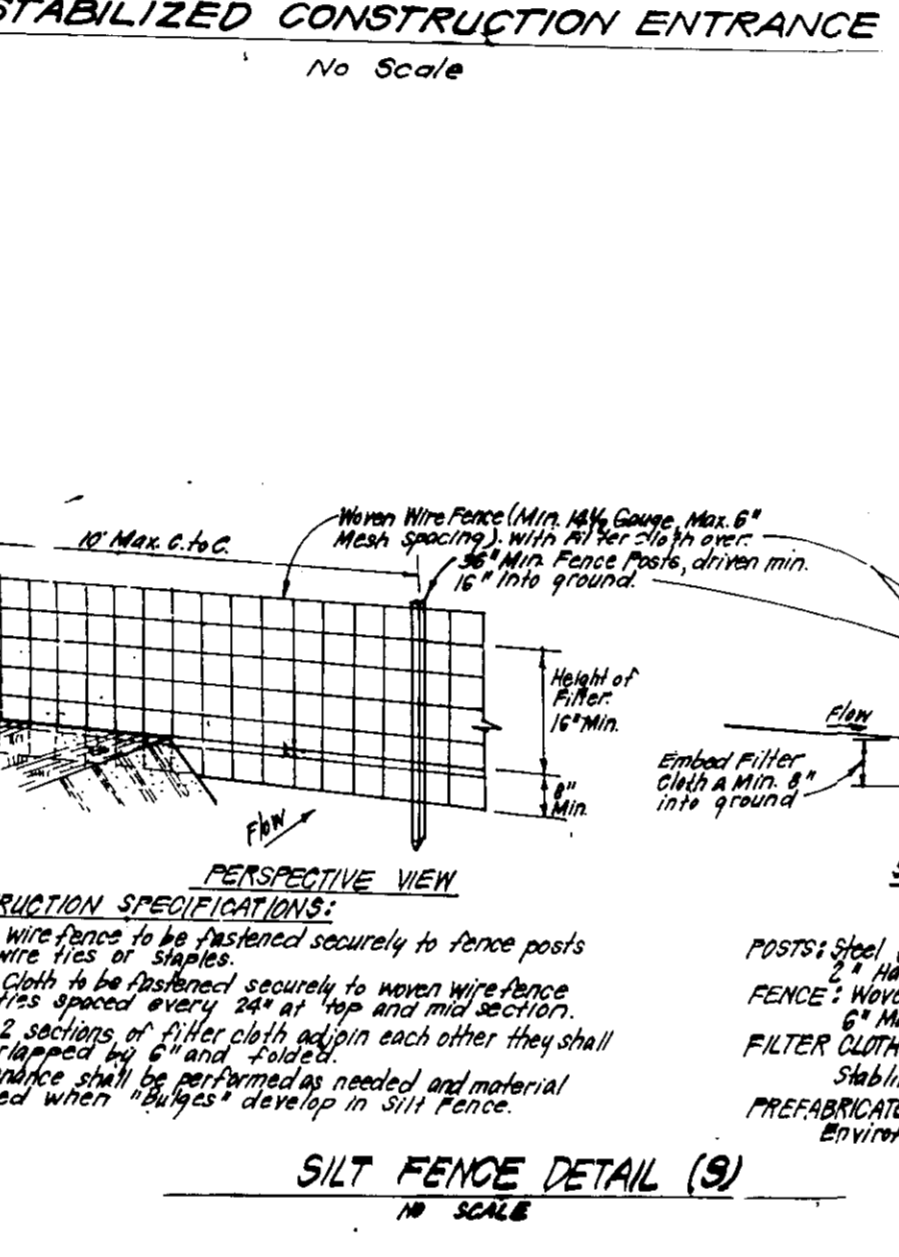 STABILIZED CONSTRUCTION ENTRANCE
No Scale
10' Max. C. to C.
Woven Wire Fence (Min. 14½ Gauge, Max. 6"
Mesh spacing). with Filter cloth over.
36" Min. Fence Posts, driven min.
16" Into ground.
Height of
Filter.
16" Min.
8"
Min.
Flow
Flow
Embed Filter
Cloth A Min. 8"
into ground
PERSPECTIVE VIEW
RUCTION SPECIFICATIONS:
wire fence to be fastened securely to fence posts
wire ties or staples.
Cloth to be fastened securely to woven wire fence
ties spaced every 24" at top and mid section.
2 sections of filter cloth adjoin each other they shall
rlapped by 6" and folded.
nance shall be performed as needed and material
ed when "Bulges" develop in Silt Fence.
POSTS: Steel
2" Ha
FENCE: Wove
6" Ma
FILTER CLOTH
Stabli
PREFABRICATE
Enviro
SILT FENCE DETAIL (S)
NO SCALE